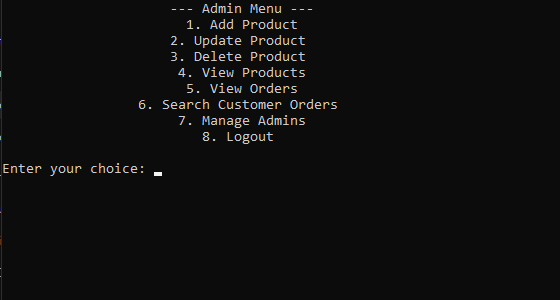 --- Admin Menu ---
1. Add Product
2. Update Product
3. Delete Product
4. View Products
5. View Orders
6. Search Customer Orders
7. Manage Admins
8. Logout
Enter your choice: